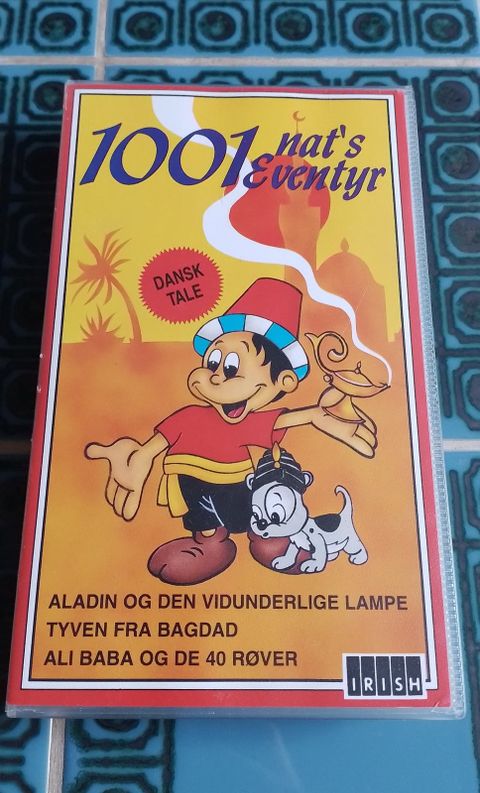 1001 nat's
Eventyr
DANSK
TALE
ALADIN OG DEN VIDUNDERLIGE LAMPE
TYVEN FRA BAGDAD
ALI BABA OG DE 40 RØVER
IRISH